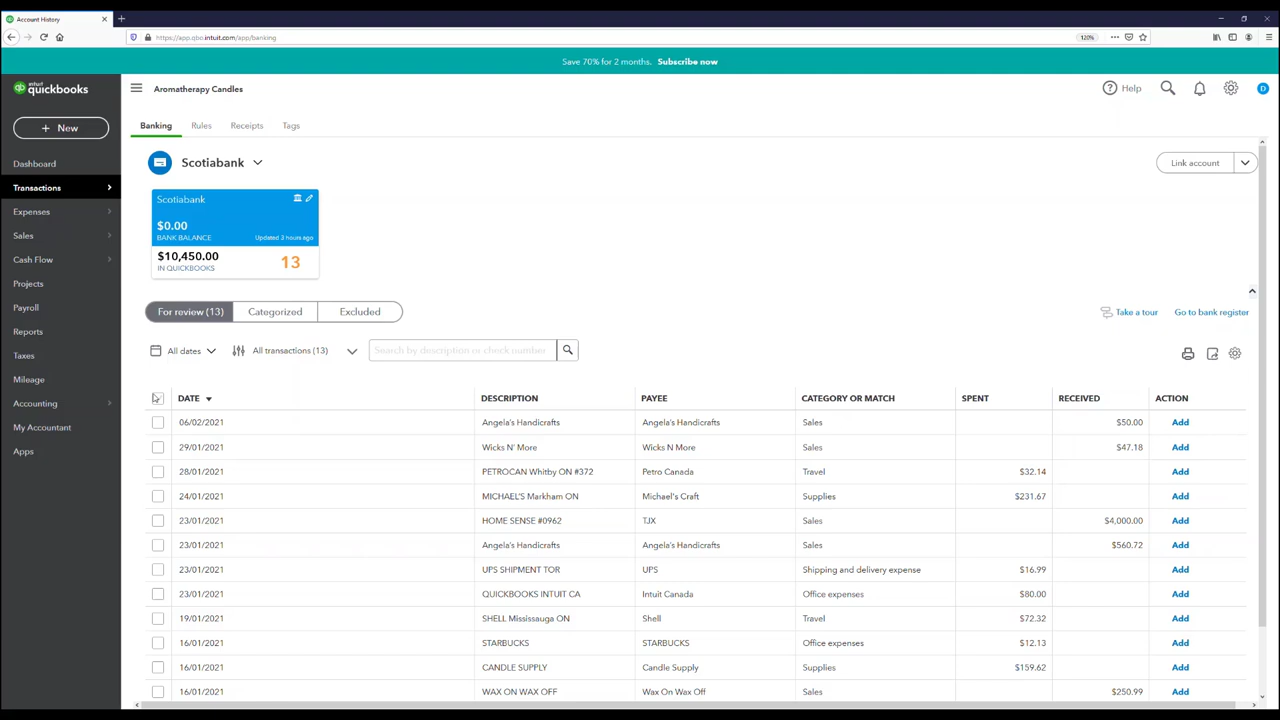 Account History
https://app.qbo.intuit.com/app/banking
120%
Save 70% for 2 months. Subscribe now
intuit
quickbooks
Aromatherapy Candles
Help
D
+ New
Banking Rules Receipts Tags
Dashboard
Transactions
Expenses
Sales
Cash Flow
Projects
Payroll
Reports
Taxes
Mileage
Accounting
My Accountant
Apps
Scotiabank
Link account
Scotiabank
$0.00
BANK BALANCE Updated 3 hours ago
$10,450.00
IN QUICKBOOKS
13
For review (13) Categorized Excluded
Take a tour Go to bank register
All dates All transactions (13) Search by description or check number
DATE DESCRIPTION PAYEE CATEGORY OR MATCH SPENT RECEIVED ACTION
06/02/2021 Angela's Handicrafts Angela's Handicrafts Sales $50.00 Add
29/01/2021 Wicks N' More Wicks N More Sales $47.18 Add
28/01/2021 PETROCAN Whitby ON #372 Petro Canada Travel $32.14 Add
24/01/2021 MICHAEL'S Markham ON Michael's Craft Supplies $231.67 Add
23/01/2021 HOME SENSE #0962 TJX Sales $4,000.00 Add
23/01/2021 Angela's Handicrafts Angela's Handicrafts Sales $560.72 Add
23/01/2021 UPS SHIPMENT TOR UPS Shipping and delivery expense $16.99 Add
23/01/2021 QUICKBOOKS INTUIT CA Intuit Canada Office expenses $80.00 Add
19/01/2021 SHELL Mississauga ON Shell Travel $72.32 Add
16/01/2021 STARBUCKS STARBUCKS Office expenses $12.13 Add
16/01/2021 CANDLE SUPPLY Candle Supply Supplies $159.62 Add
16/01/2021 WAX ON WAX OFF Wax On Wax Off Sales $250.99 Add